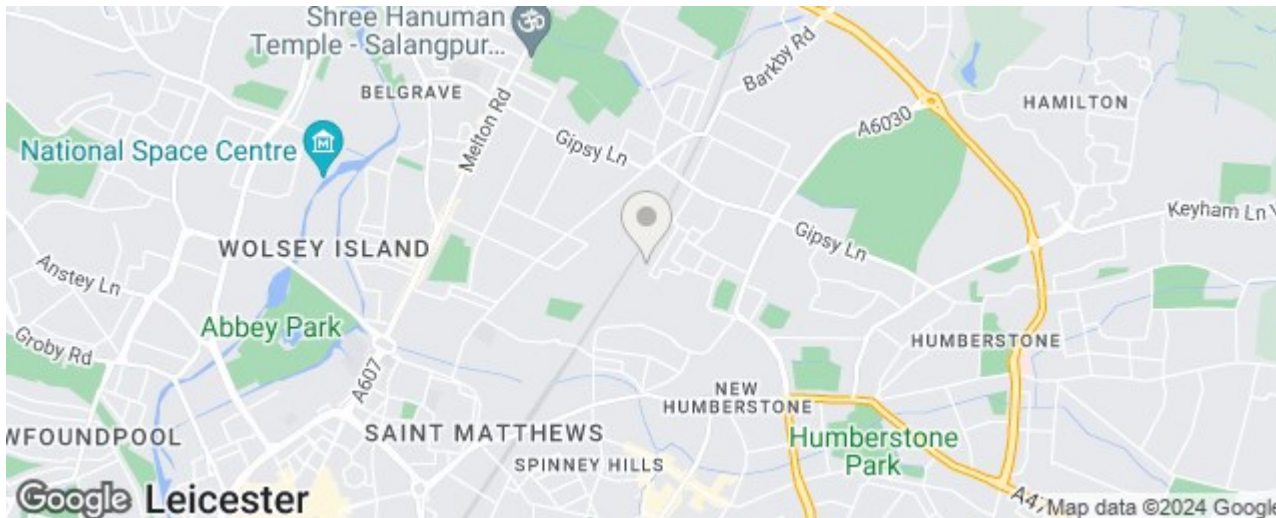 Shree Hanuman
Temple - Salangpur...
Barkby Rd
BELGRAVE
HAMILTON
Melton Rd
A6030
Gipsy Ln
National Space Centre
Keyham Ln
Gipsy Ln
WOLSEY ISLAND
Anstey Ln
Abbey Park
Groby Rd
HUMBERSTONE
A607
NEW
HUMBERSTONE
WFOUNDPOOL
SAINT MATTHEWS
Humberstone
Park
SPINNEY HILLS
Google
Leicester
A47
Map data ©2024 Google